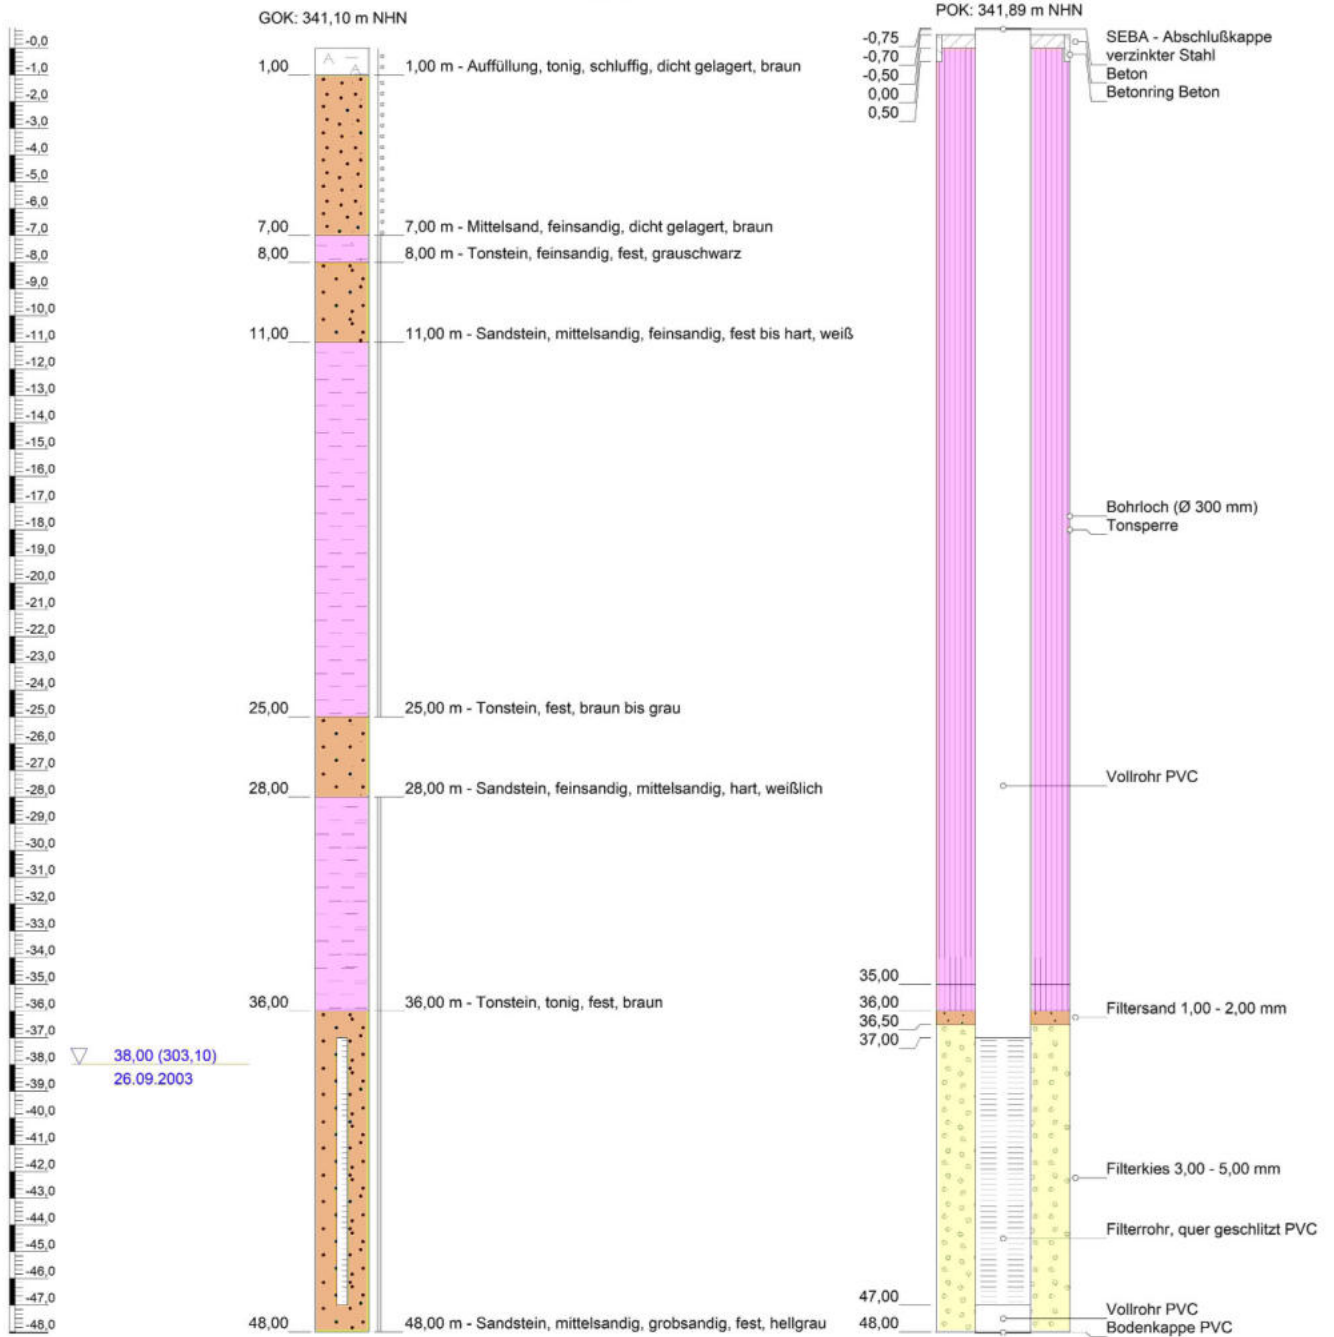 GOK: 341,10 m NHN
POK: 341,89 m NHN
-0,0
-1,0
-2,0
-3,0
-4,0
-5,0
-6,0
-7,0
-8,0
-9,0
-10,0
-11,0
-12,0
-13,0
-14,0
-15,0
-16,0
-17,0
-18,0
-19,0
-20,0
-21,0
-22,0
-23,0
-24,0
-25,0
-26,0
-27,0
-28,0
-29,0
-30,0
-31,0
-32,0
-33,0
-34,0
-35,0
-36,0
-37,0
-38,0
-39,0
-40,0
-41,0
-42,0
-43,0
-44,0
-45,0
-46,0
-47,0
-48,0
38,00 (303,10)
26.09.2003
A
A
1,00 1,00 m - Auffüllung, tonig, schluffig, dicht gelagert, braun
7,00 7,00 m - Mittelsand, feinsandig, dicht gelagert, braun
8,00 8,00 m - Tonstein, feinsandig, fest, grauschwarz
11,00 11,00 m - Sandstein, mittelsandig, feinsandig, fest bis hart, weiß
25,00 25,00 m - Tonstein, fest, braun bis grau
28,00 28,00 m - Sandstein, feinsandig, mittelsandig, hart, weißlich
36,00 36,00 m - Tonstein, tonig, fest, braun
48,00 48,00 m - Sandstein, mittelsandig, grobsandig, fest, hellgrau
-0,75
-0,70
-0,50
0,00
0,50
35,00
36,00
36,50
37,00
47,00
48,00
SEBA - Abschlußkappe
verzinkter Stahl
Beton
Betonring Beton
Bohrloch (Ø 300 mm)
Tonsperre
Vollrohr PVC
Filtersand 1,00 - 2,00 mm
Filterkies 3,00 - 5,00 mm
Filterrohr, quer geschlitzt PVC
Vollrohr PVC
Bodenkappe PVC